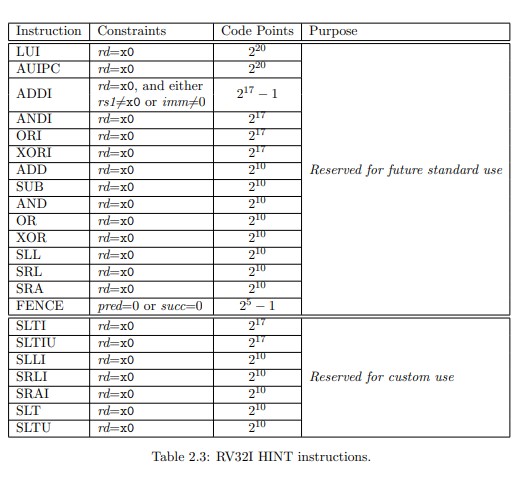 Instruction Constraints Code Points Purpose
LUI rd=x0 2^20
AUIPC rd=x0 2^20
ADDI rd=x0, and either rs1≠x0 or imm≠0 2^17 − 1
ANDI rd=x0 2^17
ORI rd=x0 2^17
XORI rd=x0 2^17
ADD rd=x0 2^10 Reserved for future standard use
SUB rd=x0 2^10
AND rd=x0 2^10
OR rd=x0 2^10
XOR rd=x0 2^10
SLL rd=x0 2^10
SRL rd=x0 2^10
SRA rd=x0 2^10
FENCE pred=0 or succ=0 2^5 − 1
SLTI rd=x0 2^17
SLTIU rd=x0 2^17
SLLI rd=x0 2^10
SRLI rd=x0 2^10 Reserved for custom use
SRAI rd=x0 2^10
SLT rd=x0 2^10
SLTU rd=x0 2^10
Table 2.3: RV32I HINT instructions.